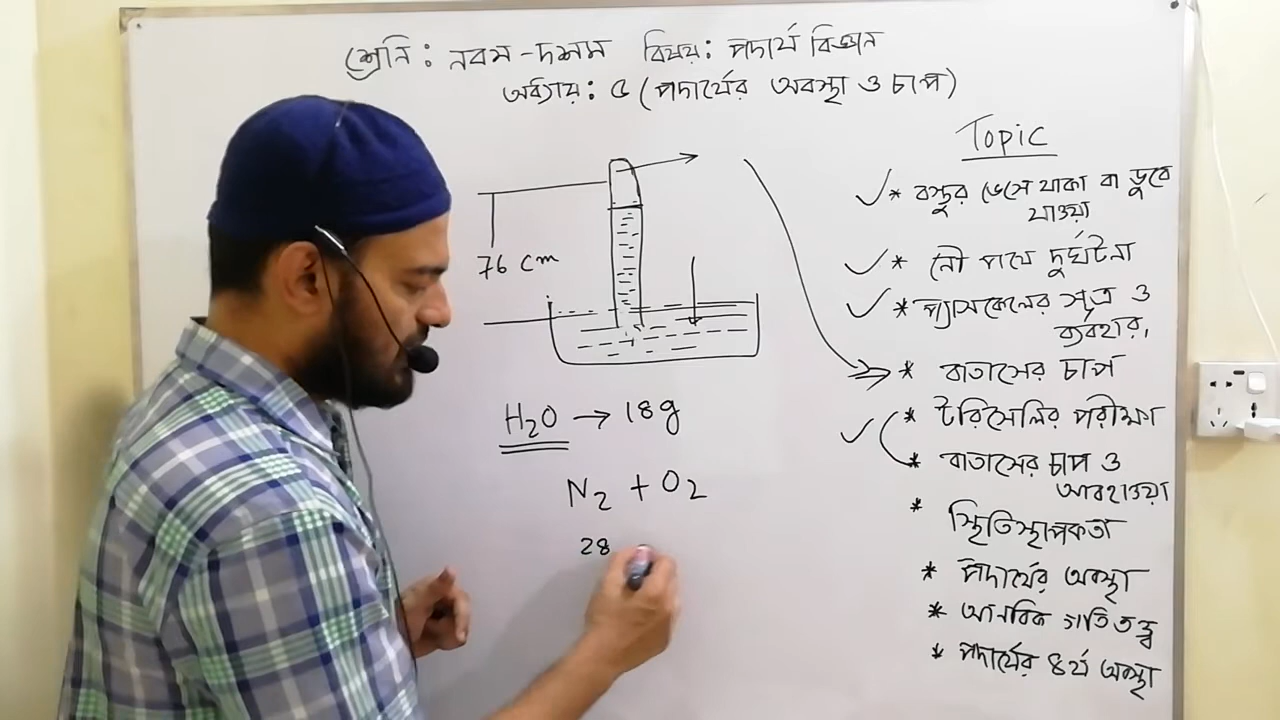 শ্রেনি : নবম-দশম বিষয়: পদার্থ বিজ্ঞান
অধ্যায়: ৫ (পদার্থের অবস্থা ও চাপ)
76 cm
H₂O → 18g
N₂ + O₂
28
Topic
✓ * বস্তুর ভেসে থাকা বা ডুবে
যাওয়া
✓ * নৌ পথে দুর্ঘটনা
✓ * প্যাসকেলের সূত্র ও
ব্যবহার,
* বাতাসের চাপ
✓ * টরিসেলির পরীক্ষা
* বাতাসের চাপ ও
আবহাওয়া
* স্থিতিস্থাপকতা
* পদার্থের অবস্থা
* আনবিক গতিতত্ত্ব
* পদার্থের ৪র্থ অবস্থা